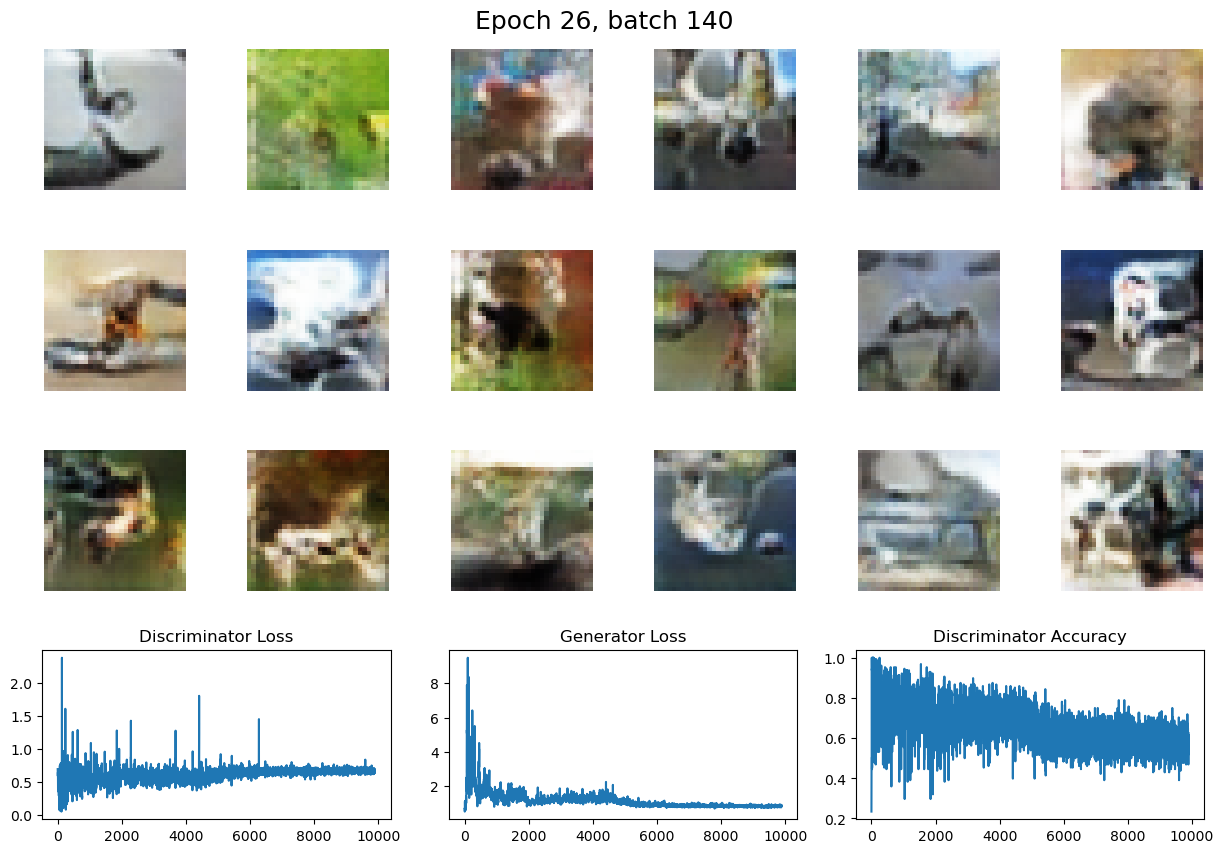 Epoch 26, batch 140
Discriminator Loss
Generator Loss
Discriminator Accuracy
2.0
1.5
1.0
0.5
0.0
0 2000 4000 6000 8000 10000
8
6
4
2
0 2000 4000 6000 8000 10000
1.0
0.8
0.6
0.4
0.2
0 2000 4000 6000 8000 10000